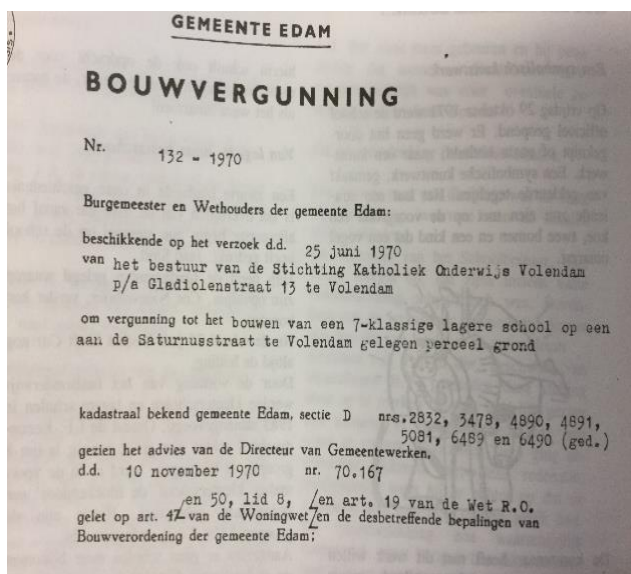 GEMEENTE EDAM
BOUWVERGUNNING
Nr. 132 - 1970
Burgemeester en Wethouders der gemeente Edam:
beschikkende op het verzoek d.d. 25 juni 1970
van het bestuur van de Stichting Katholiek Onderwijs Volendam
p/a Gladiolenstraat 13 te Volendam
om vergunning tot het bouwen van een 7-klassige lagere school op een
aan de Saturnusstraat te Volendam gelegen perceel grond
kadastraal bekend gemeente Edam, sectie D nrs. 2832, 3478, 4890, 4891,
5081, 6489 en 6490 (ged.)
gezien het advies van de Directeur van Gemeentewerken,
d.d. 10 november 1970 nr. 70.167
/en 50, lid 8, /en art. 19 van de Wet R.O.
gelet op art. 47 van de Woningwet en de desbetreffende bepalingen van
Bouwverordening der gemeente Edam;